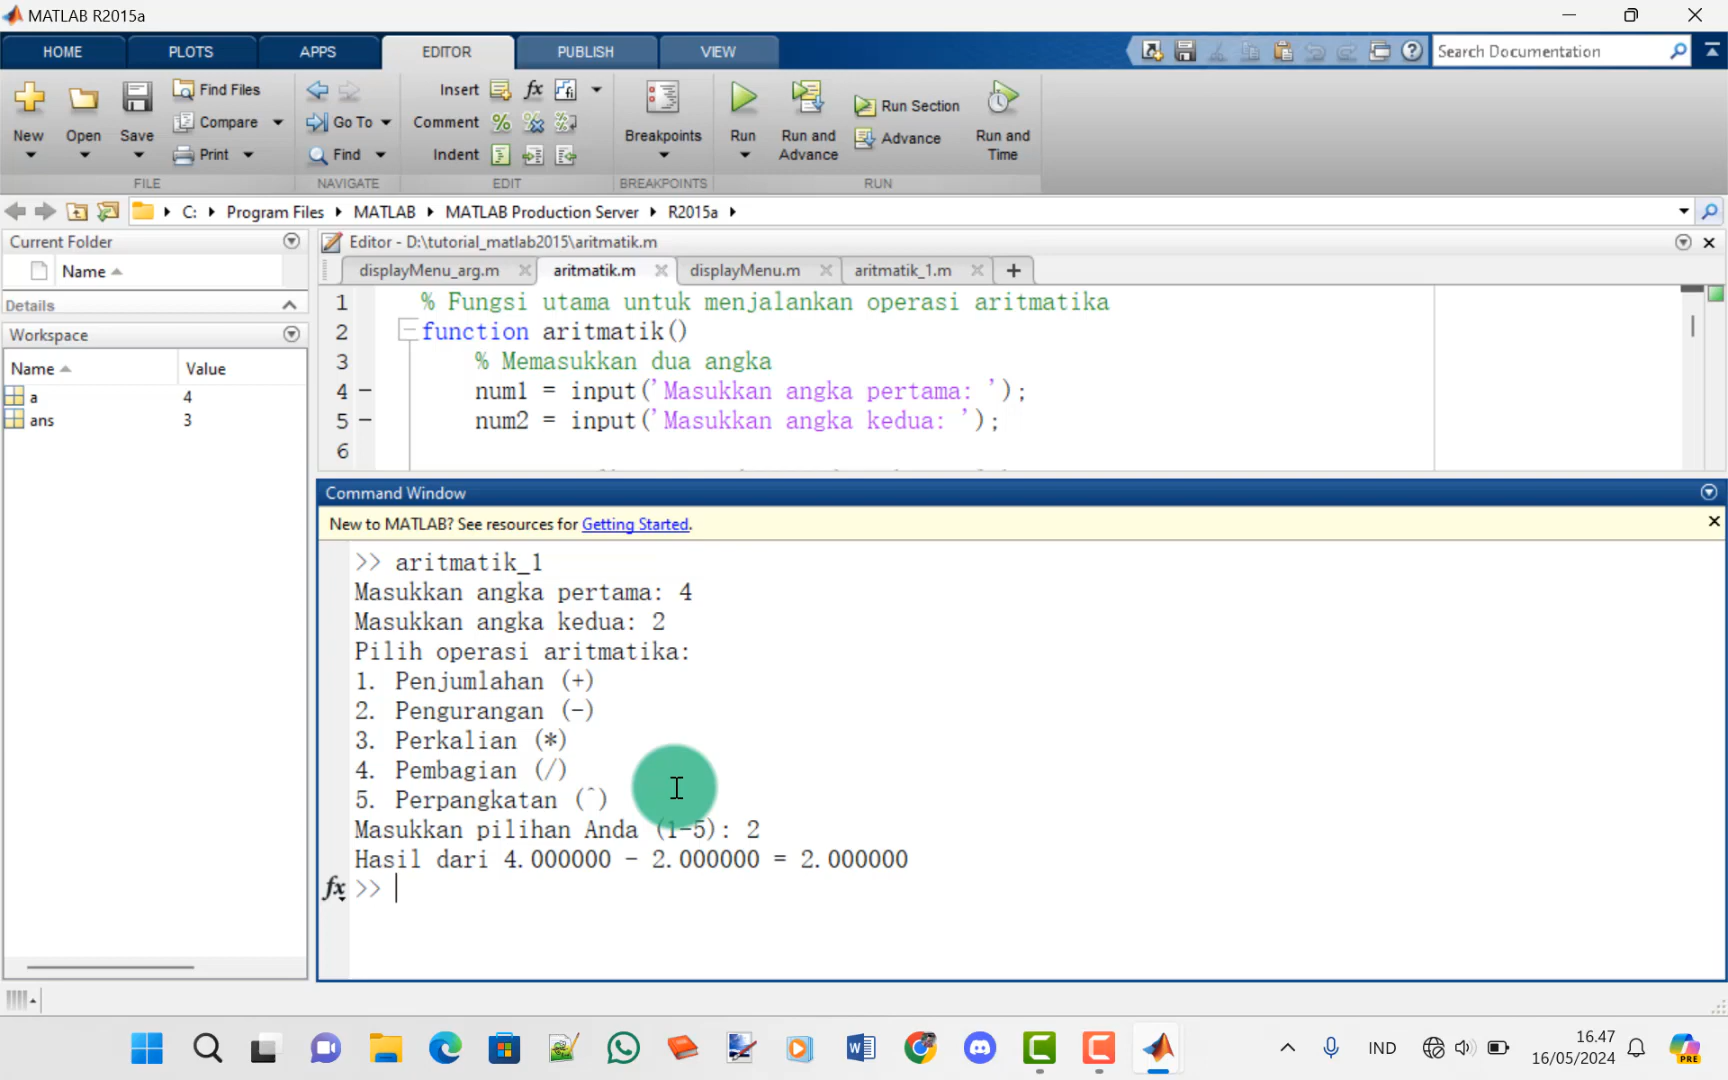 MATLAB R2015a
HOME PLOTS APPS EDITOR PUBLISH VIEW
Search Documentation
New Open Save Find Files Compare Print
FILE
Go To Find
NAVIGATE
Insert fx
Comment
Indent
EDIT
Breakpoints
BREAKPOINTS
Run Run and Advance Run Section Advance Run and Time
RUN
C: Program Files MATLAB MATLAB Production Server R2015a
Current Folder
Name
Details
Workspace
Name Value
a 4
ans 3
Editor - D:\tutorial_matlab2015\aritmatik.m
displayMenu_arg.m aritmatik.m displayMenu.m aritmatik_1.m
1 % Fungsi utama untuk menjalankan operasi aritmatika
2 function aritmatik()
3 % Memasukkan dua angka
4 – num1 = input('Masukkan angka pertama: ');
5 – num2 = input('Masukkan angka kedua: ');
6
Command Window
New to MATLAB? See resources for Getting Started.
>> aritmatik_1
Masukkan angka pertama: 4
Masukkan angka kedua: 2
Pilih operasi aritmatika:
1. Penjumlahan (+)
2. Pengurangan (-)
3. Perkalian (*)
4. Pembagian (/)
5. Perpangkatan (^)
Masukkan pilihan Anda (1-5): 2
Hasil dari 4.000000 - 2.000000 = 2.000000
fx >>
IND
16.47
16/05/2024
PRE